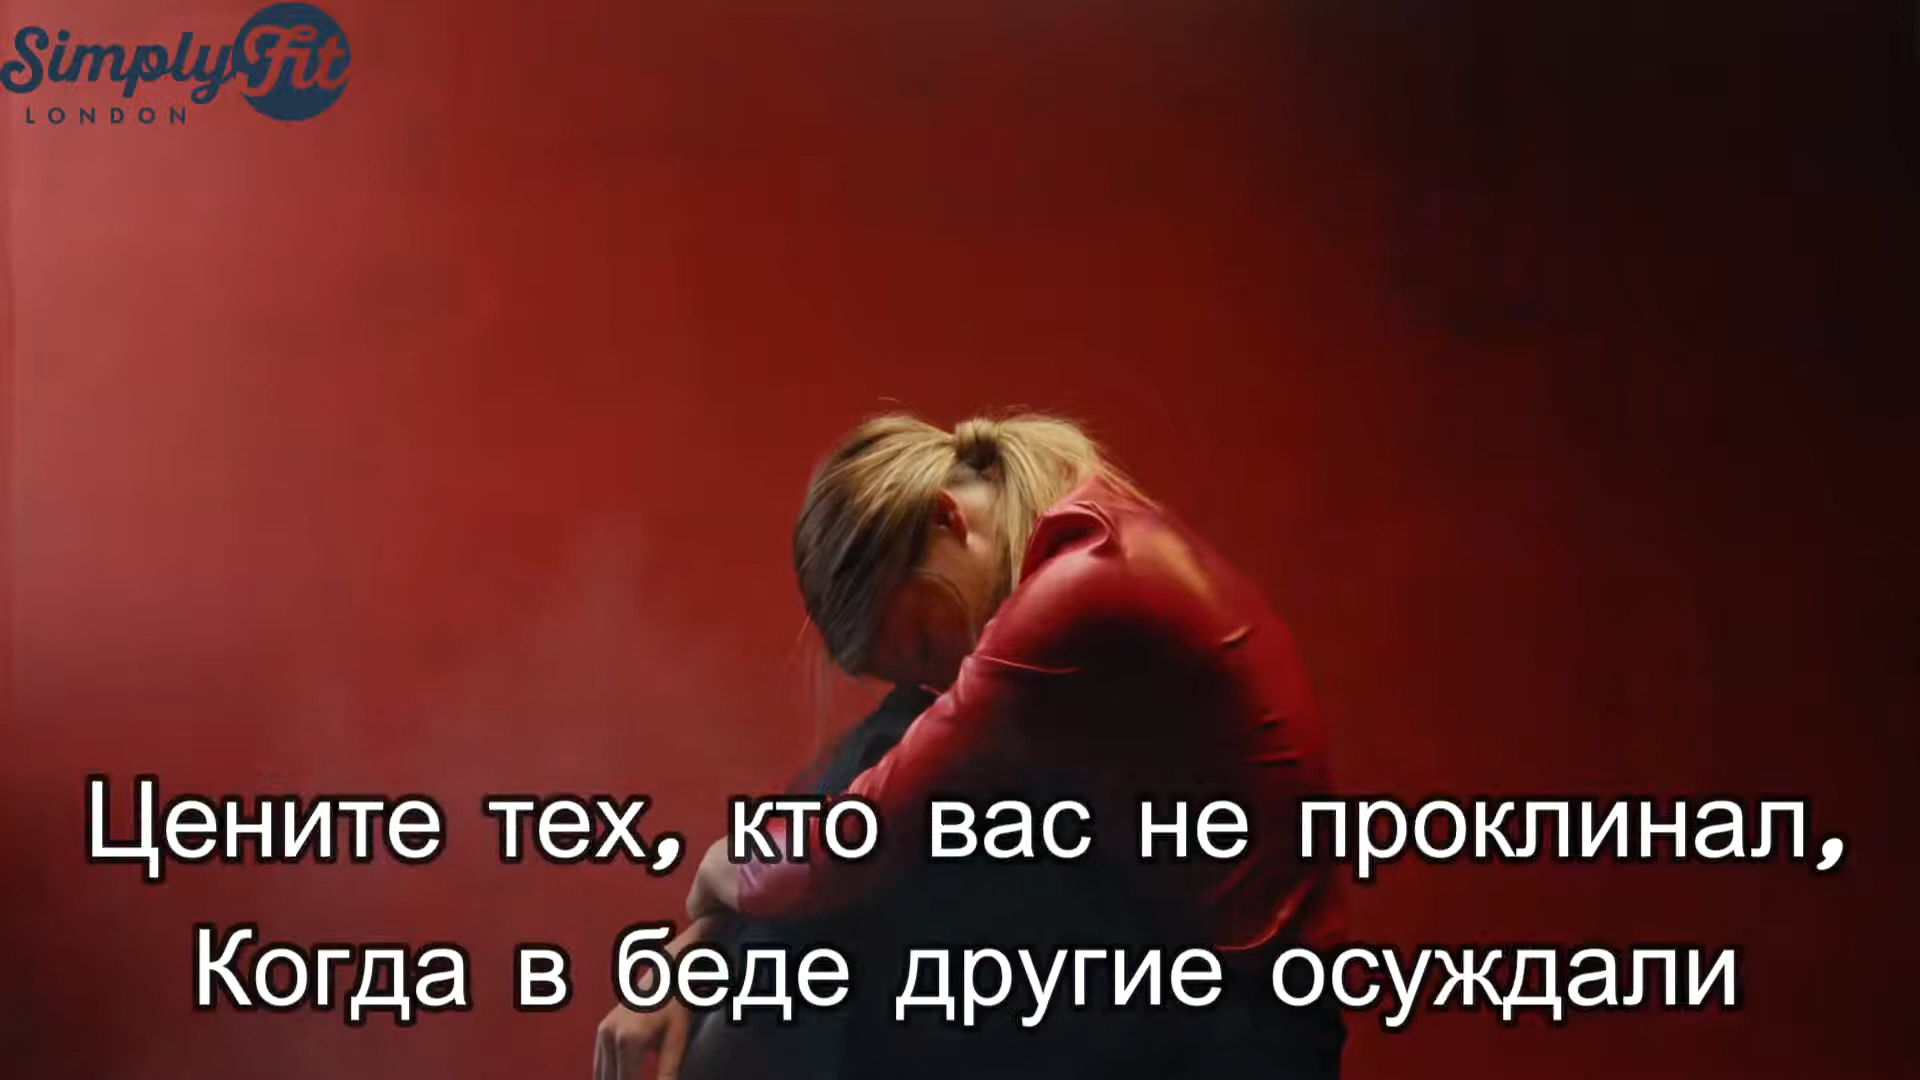 SimplyFit
LONDON
Цените тех, кто вас не проклинал,
Когда в беде другие осуждали